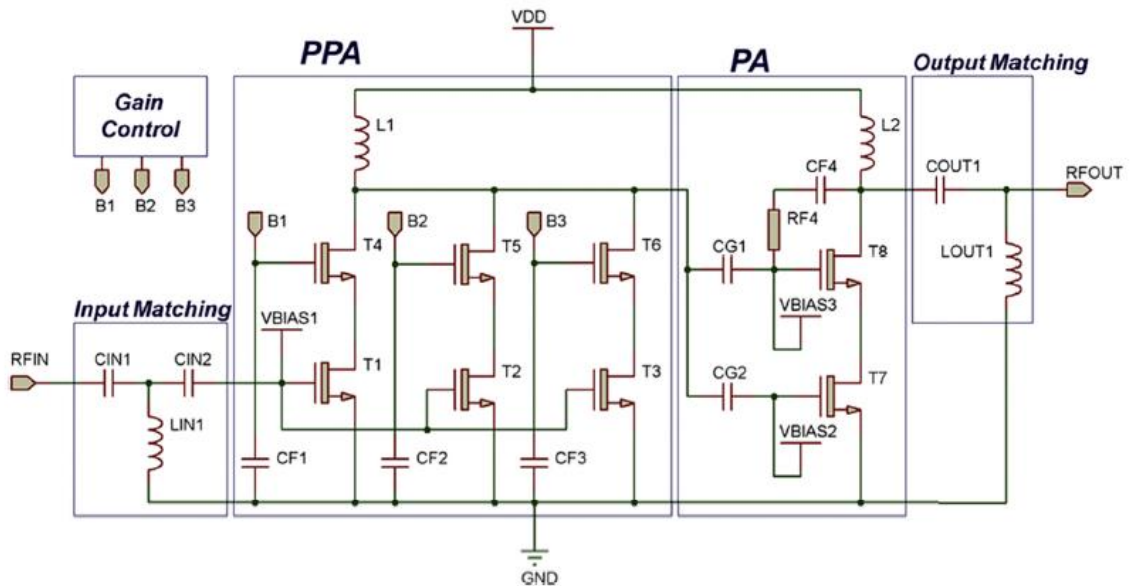 VDD
PPA
PA
Output Matching
Gain
Control
L1
L2
CF4
COUT1
RFOUT
B1
B2
B3
B1
B2
B3
RF4
T4
T5
T6
CG1
T8
LOUT1
VBIAS3
Input Matching
VBIAS1
RFIN
CIN1
CIN2
T1
T2
T3
CG2
T7
LIN1
VBIAS2
CF1
CF2
CF3
GND